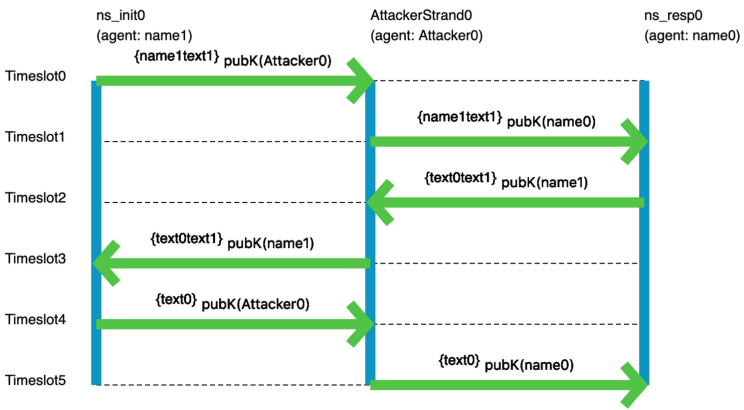 ns_init0
(agent: name1)
AttackerStrand0
(agent: Attacker0)
ns_resp0
(agent: name0)
Timeslot0
{name1text1} pubK(Attacker0)
Timeslot1
{name1text1} pubK(name0)
Timeslot2
{text0text1} pubK(name1)
Timeslot3
{text0text1} pubK(name1)
Timeslot4
{text0} pubK(Attacker0)
Timeslot5
{text0} pubK(name0)